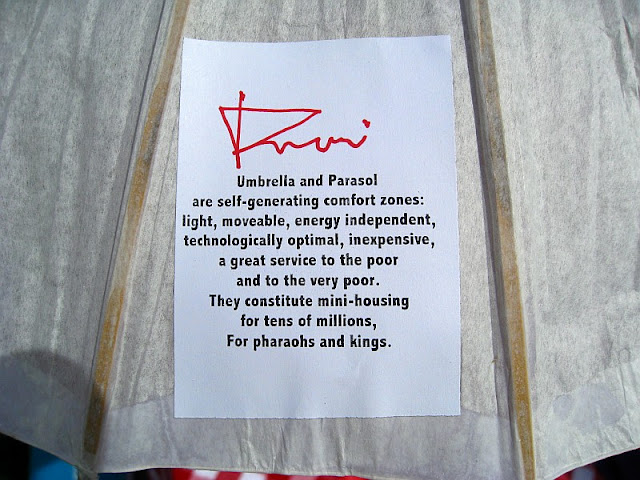 Umbrella and Parasol
are self-generating comfort zones:
light, moveable, energy independent,
technologically optimal, inexpensive,
a great service to the poor
and to the very poor.
They constitute mini-housing
for tens of millions,
For pharaohs and kings.